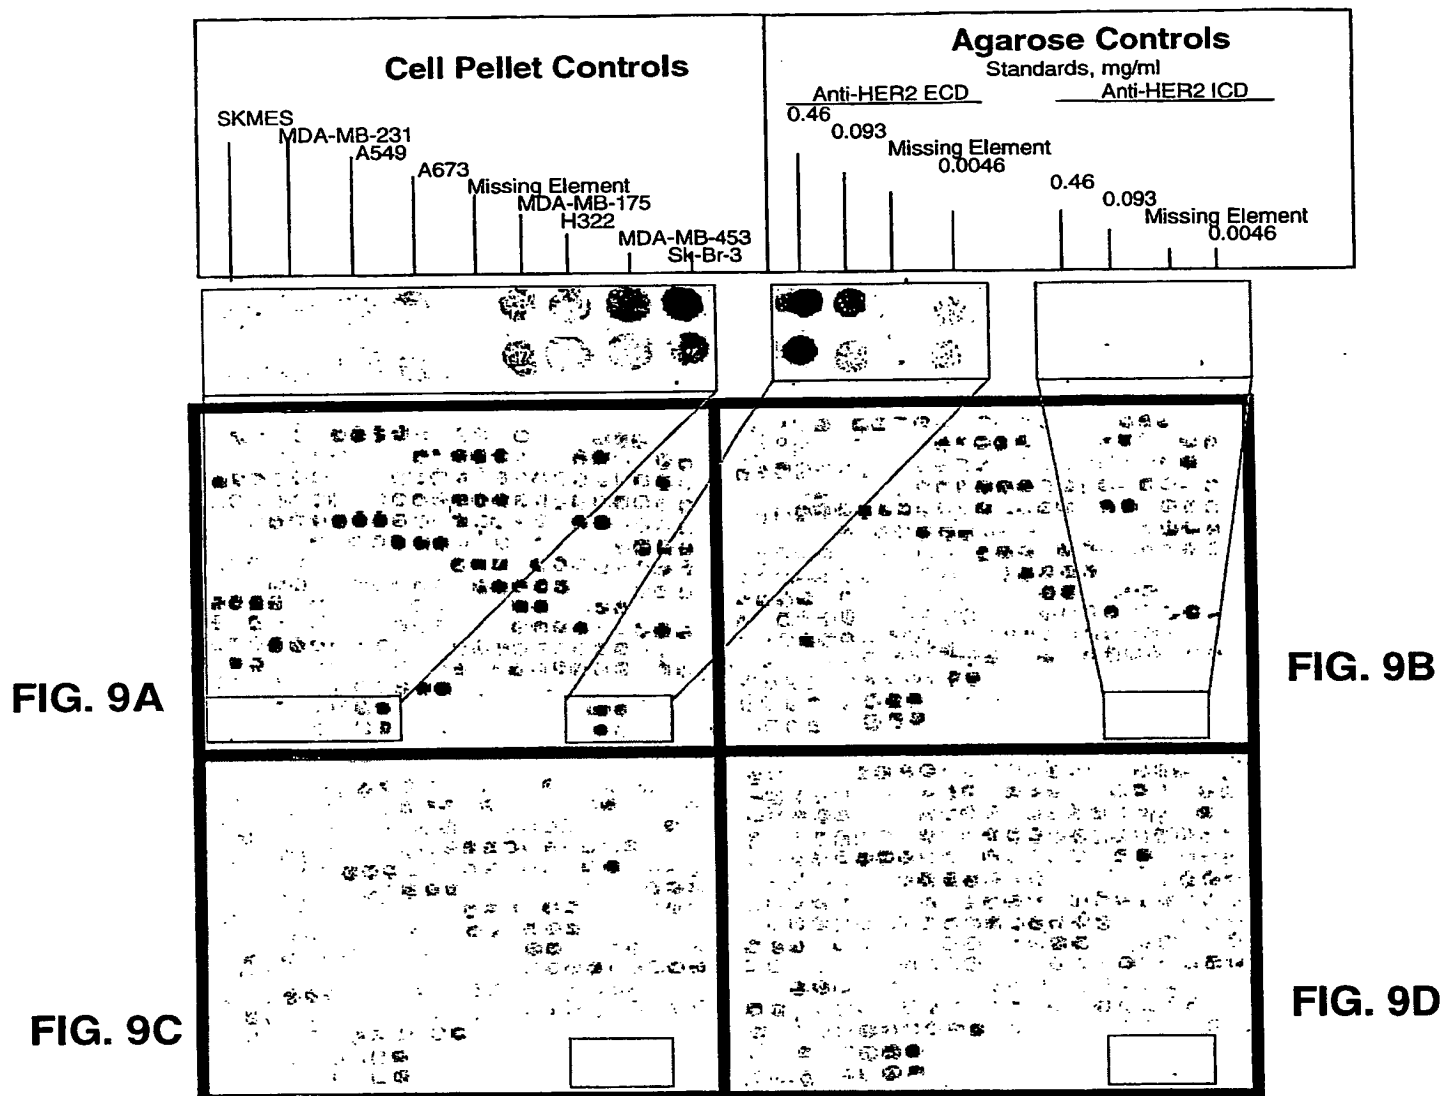 Cell Pellet Controls
SKMES
MDA-MB-231
A549
A673
Missing Element
MDA-MB-175
H322
MDA-MB-453
Sk-Br-3
Agarose Controls
Standards, mg/ml
Anti-HER2 ECD
Anti-HER2 ICD
0.46
0.093
Missing Element
0.0046
0.46
0.093
Missing Element
0.0046
FIG. 9A
FIG. 9B
FIG. 9C
FIG. 9D